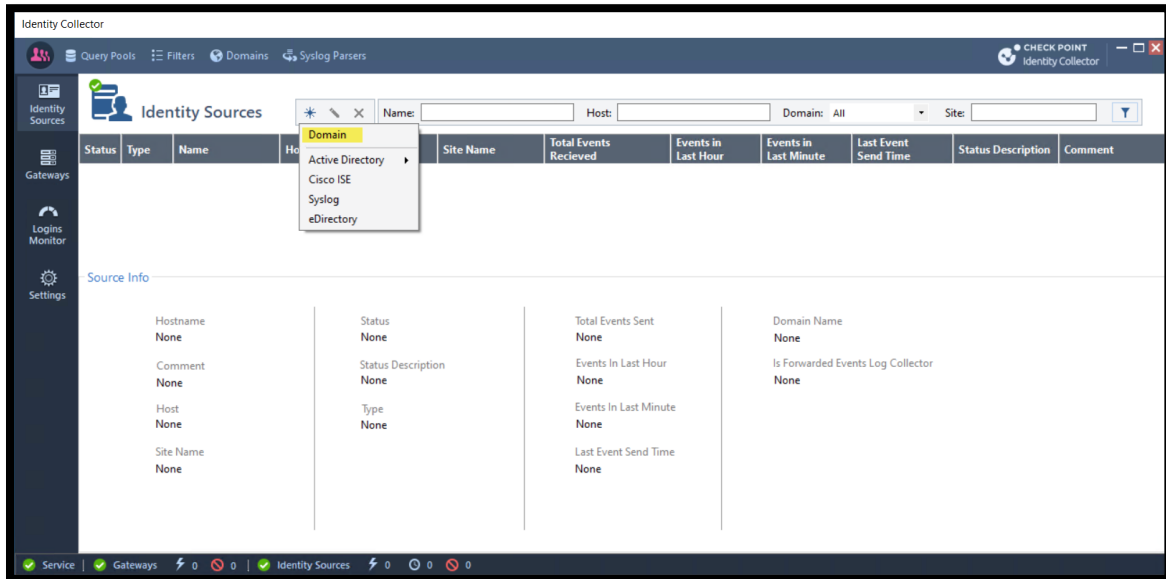 Identity Collector
Query Pools Filters Domains Syslog Parsers
CHECK POINT
Identity Collector
Identity Sources
Gateways
Logins Monitor
Settings
Identity Sources
Name: Host: Domain: All Site:
Domain
Active Directory
Cisco ISE
Syslog
eDirectory
Status Type Name Ho Site Name Total Events Recieved Events in Last Hour Events in Last Minute Last Event Send Time Status Description Comment
Source Info
Hostname
None
Comment
None
Host
None
Site Name
None
Status
None
Status Description
None
Type
None
Total Events Sent
None
Events In Last Hour
None
Events In Last Minute
None
Last Event Send Time
None
Domain Name
None
Is Forwarded Events Log Collector
None
Service | Gateways 0 0 | Identity Sources 0 0 0